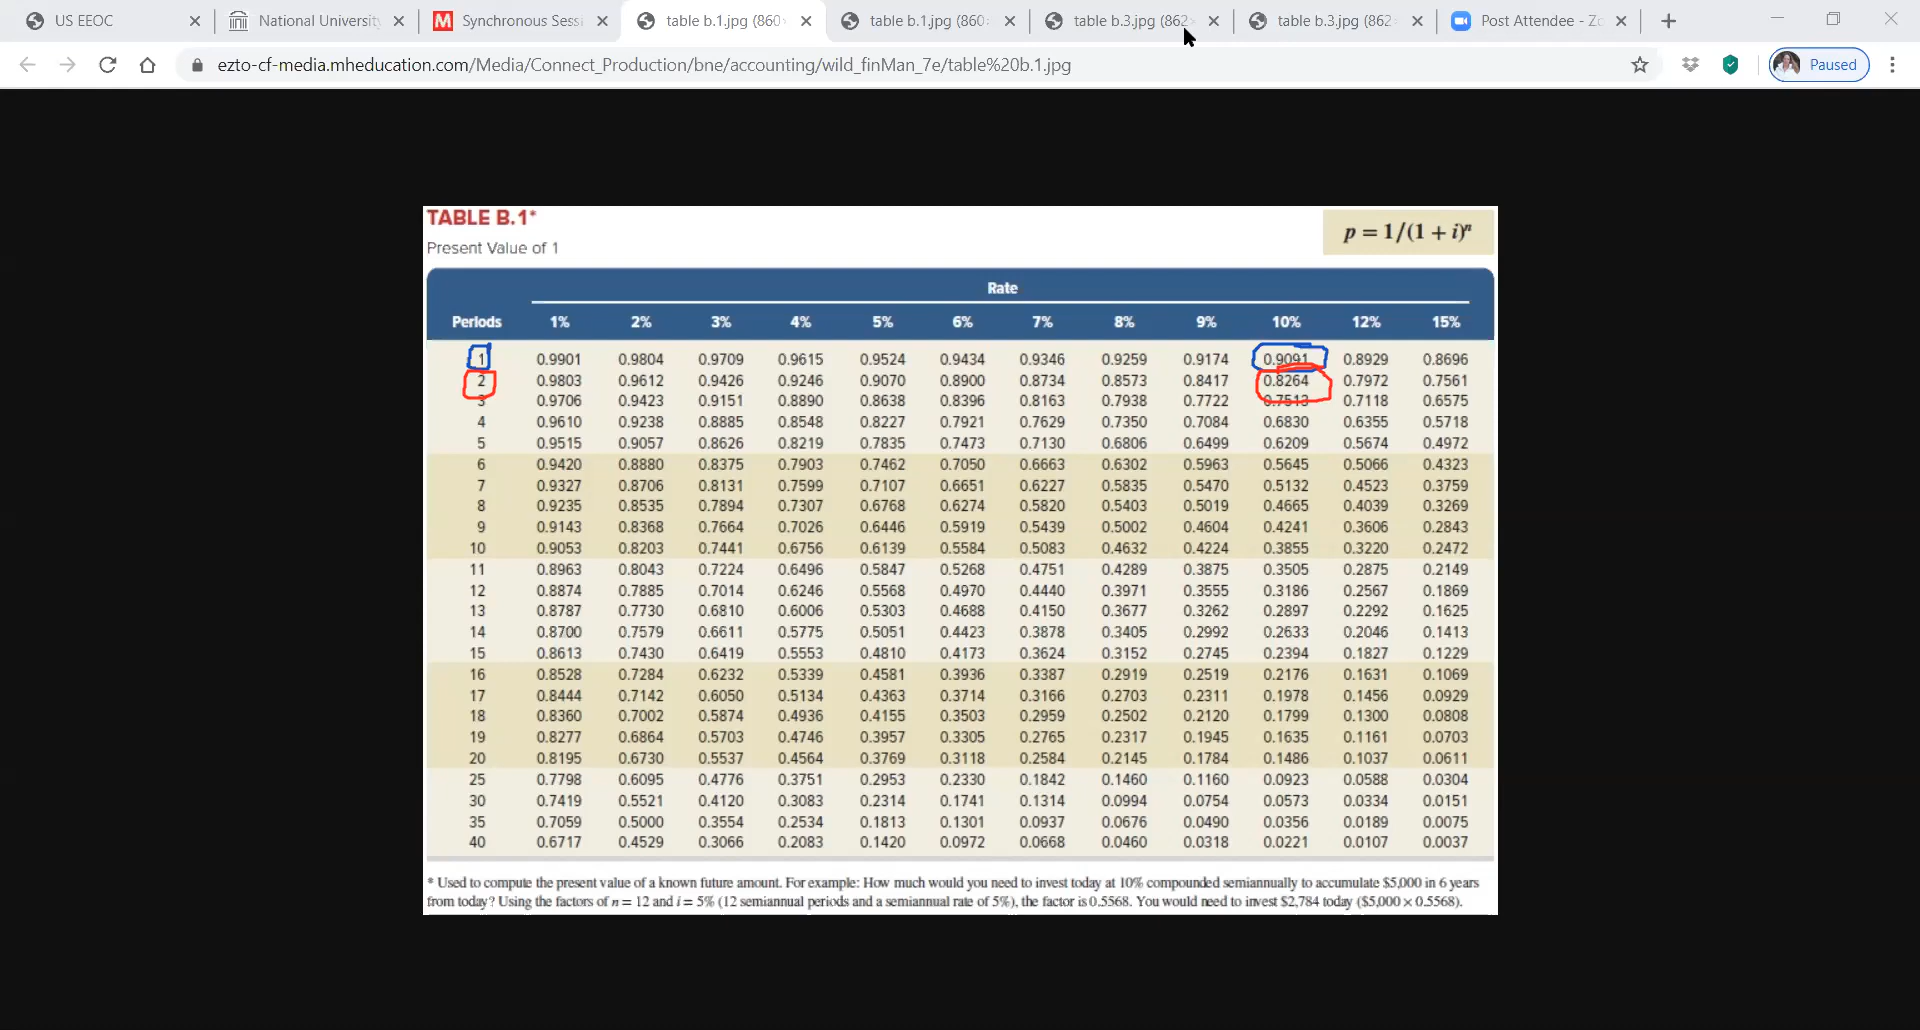 US EEOC
National University
Synchronous Sessi
table b.1.jpg (860×
table b.1.jpg (860×
table b.3.jpg (862×
table b.3.jpg (862×
Post Attendee - Zo
ezto-cf-media.mheducation.com/Media/Connect_Production/bne/accounting/wild_finMan_7e/table%20b.1.jpg
Paused
TABLE B.1*
p = 1/(1 + i)ⁿ
Present Value of 1
Rate
Periods 1% 2% 3% 4% 5% 6% 7% 8% 9% 10% 12% 15%
1 0.9901 0.9804 0.9709 0.9615 0.9524 0.9434 0.9346 0.9259 0.9174 0.9091 0.8929 0.8696
2 0.9803 0.9612 0.9426 0.9246 0.9070 0.8900 0.8734 0.8573 0.8417 0.8264 0.7972 0.7561
3 0.9706 0.9423 0.9151 0.8890 0.8638 0.8396 0.8163 0.7938 0.7722 0.7513 0.7118 0.6575
4 0.9610 0.9238 0.8885 0.8548 0.8227 0.7921 0.7629 0.7350 0.7084 0.6830 0.6355 0.5718
5 0.9515 0.9057 0.8626 0.8219 0.7835 0.7473 0.7130 0.6806 0.6499 0.6209 0.5674 0.4972
6 0.9420 0.8880 0.8375 0.7903 0.7462 0.7050 0.6663 0.6302 0.5963 0.5645 0.5066 0.4323
7 0.9327 0.8706 0.8131 0.7599 0.7107 0.6651 0.6227 0.5835 0.5470 0.5132 0.4523 0.3759
8 0.9235 0.8535 0.7894 0.7307 0.6768 0.6274 0.5820 0.5403 0.5019 0.4665 0.4039 0.3269
9 0.9143 0.8368 0.7664 0.7026 0.6446 0.5919 0.5439 0.5002 0.4604 0.4241 0.3606 0.2843
10 0.9053 0.8203 0.7441 0.6756 0.6139 0.5584 0.5083 0.4632 0.4224 0.3855 0.3220 0.2472
11 0.8963 0.8043 0.7224 0.6496 0.5847 0.5268 0.4751 0.4289 0.3875 0.3505 0.2875 0.2149
12 0.8874 0.7885 0.7014 0.6246 0.5568 0.4970 0.4440 0.3971 0.3555 0.3186 0.2567 0.1869
13 0.8787 0.7730 0.6810 0.6006 0.5303 0.4688 0.4150 0.3677 0.3262 0.2897 0.2292 0.1625
14 0.8700 0.7579 0.6611 0.5775 0.5051 0.4423 0.3878 0.3405 0.2992 0.2633 0.2046 0.1413
15 0.8613 0.7430 0.6419 0.5553 0.4810 0.4173 0.3624 0.3152 0.2745 0.2394 0.1827 0.1229
16 0.8528 0.7284 0.6232 0.5339 0.4581 0.3936 0.3387 0.2919 0.2519 0.2176 0.1631 0.1069
17 0.8444 0.7142 0.6050 0.5134 0.4363 0.3714 0.3166 0.2703 0.2311 0.1978 0.1456 0.0929
18 0.8360 0.7002 0.5874 0.4936 0.4155 0.3503 0.2959 0.2502 0.2120 0.1799 0.1300 0.0808
19 0.8277 0.6864 0.5703 0.4746 0.3957 0.3305 0.2765 0.2317 0.1945 0.1635 0.1161 0.0703
20 0.8195 0.6730 0.5537 0.4564 0.3769 0.3118 0.2584 0.2145 0.1784 0.1486 0.1037 0.0611
25 0.7798 0.6095 0.4776 0.3751 0.2953 0.2330 0.1842 0.1460 0.1160 0.0923 0.0588 0.0304
30 0.7419 0.5521 0.4120 0.3083 0.2314 0.1741 0.1314 0.0994 0.0754 0.0573 0.0334 0.0151
35 0.7059 0.5000 0.3554 0.2534 0.1813 0.1301 0.0937 0.0676 0.0490 0.0356 0.0189 0.0075
40 0.6717 0.4529 0.3066 0.2083 0.1420 0.0972 0.0668 0.0460 0.0318 0.0221 0.0107 0.0037
* Used to compute the present value of a known future amount. For example: How much would you need to invest today at 10% compounded semiannually to accumulate $5,000 in 6 years
from today? Using the factors of n = 12 and i = 5% (12 semiannual periods and a semiannual rate of 5%), the factor is 0.5568. You would need to invest $2,784 today ($5,000 × 0.5568).